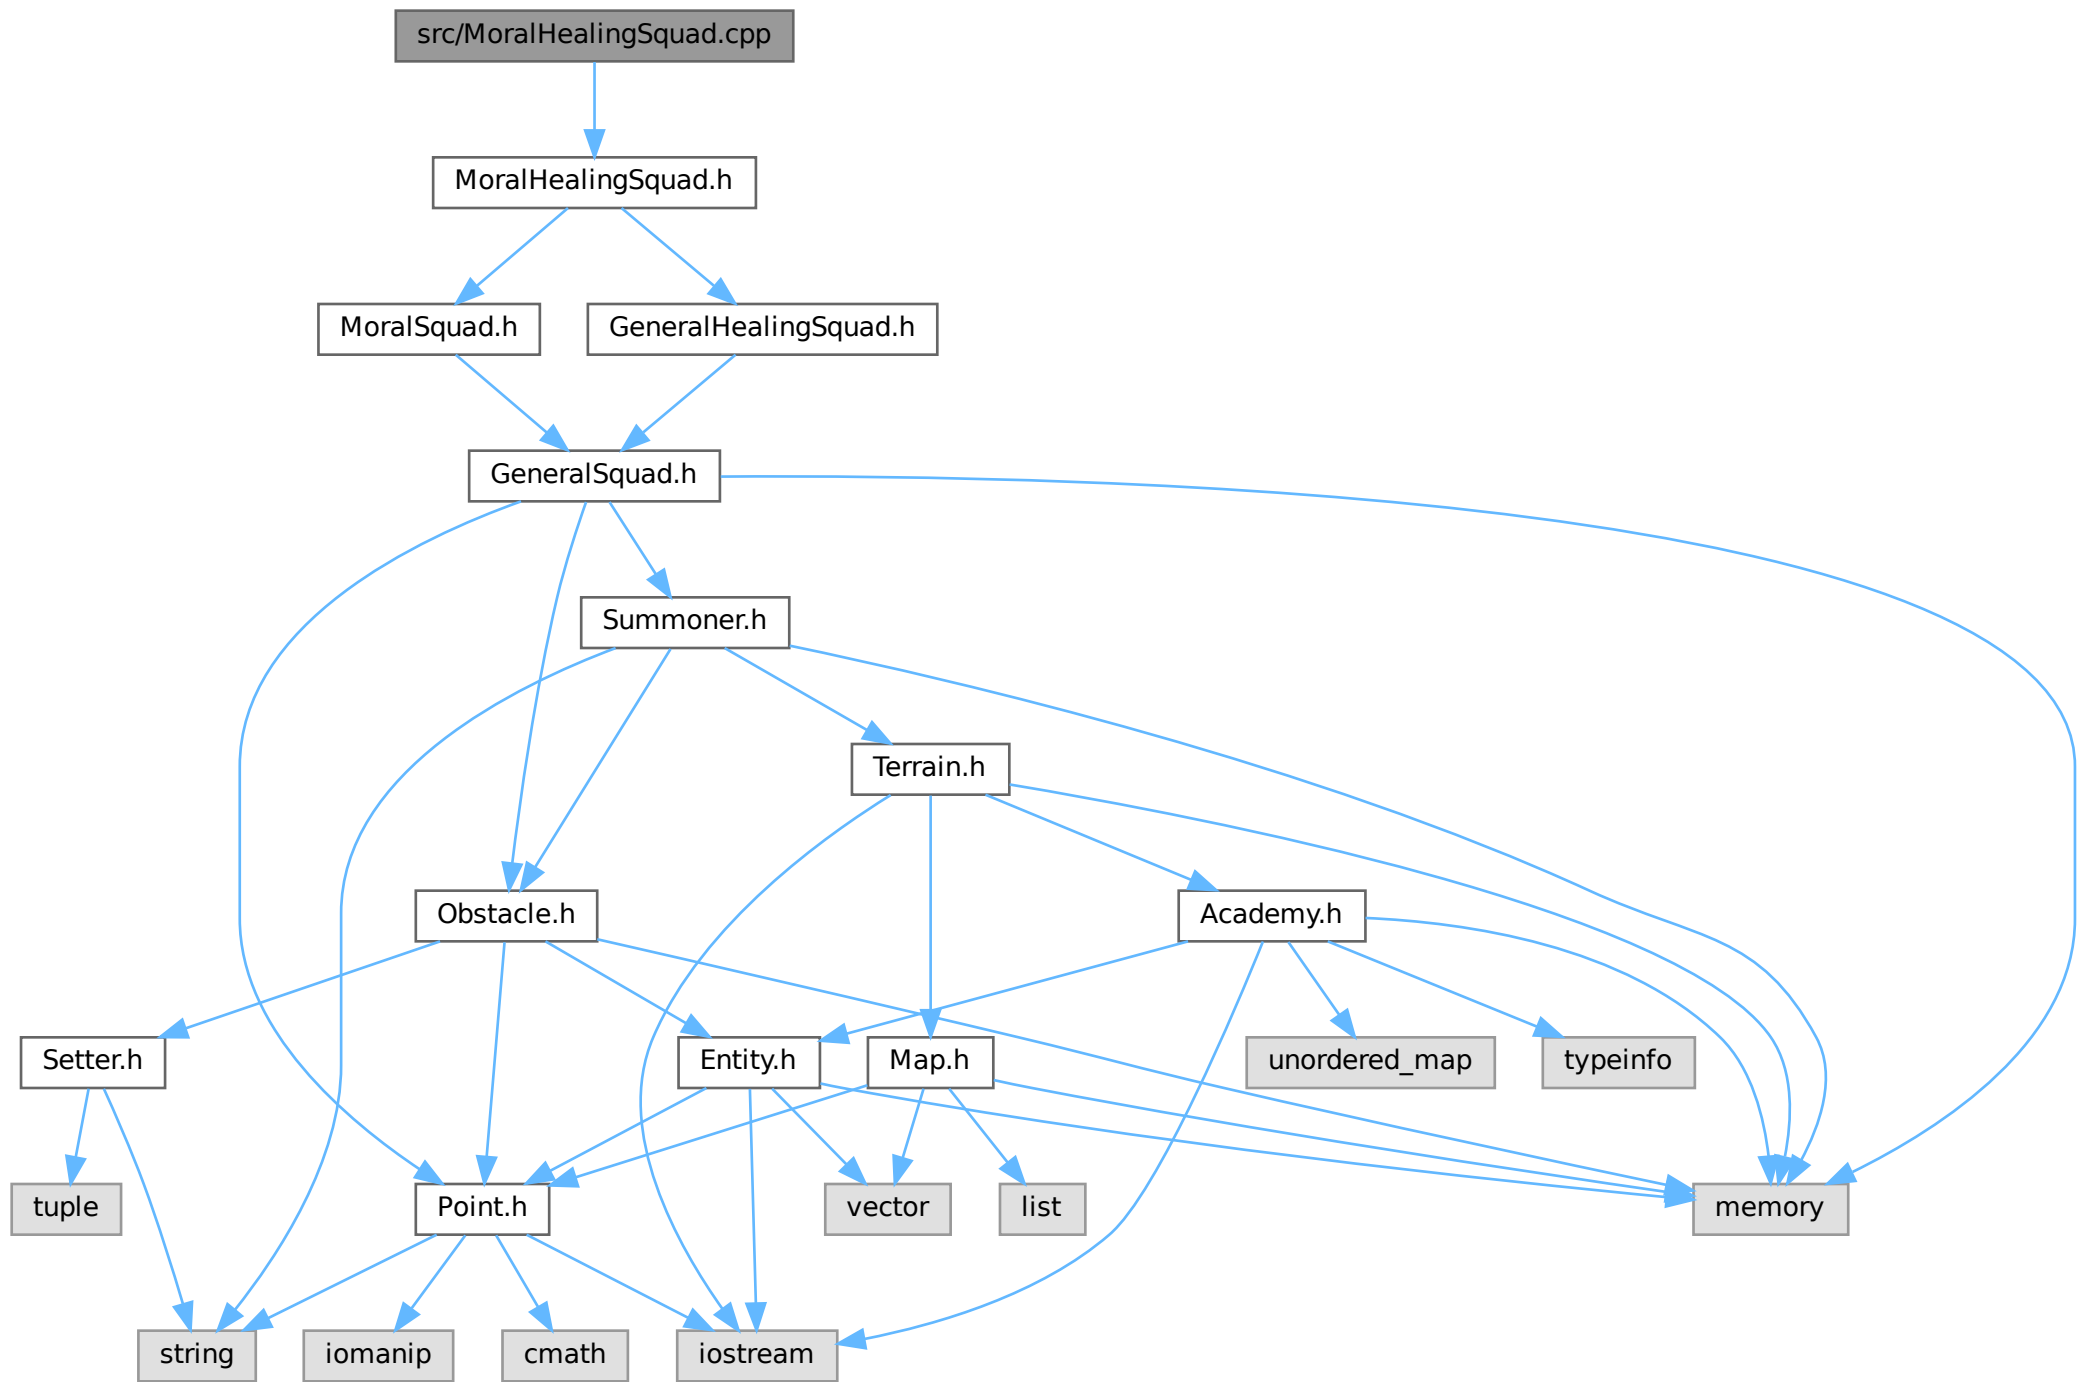 src/MoralHealingSquad.cpp
MoralHealingSquad.h
MoralSquad.h
GeneralHealingSquad.h
GeneralSquad.h
Summoner.h
Terrain.h
Obstacle.h
Academy.h
Setter.h
Entity.h
Map.h
unordered_map
typeinfo
tuple
Point.h
vector
list
memory
string
iomanip
cmath
iostream